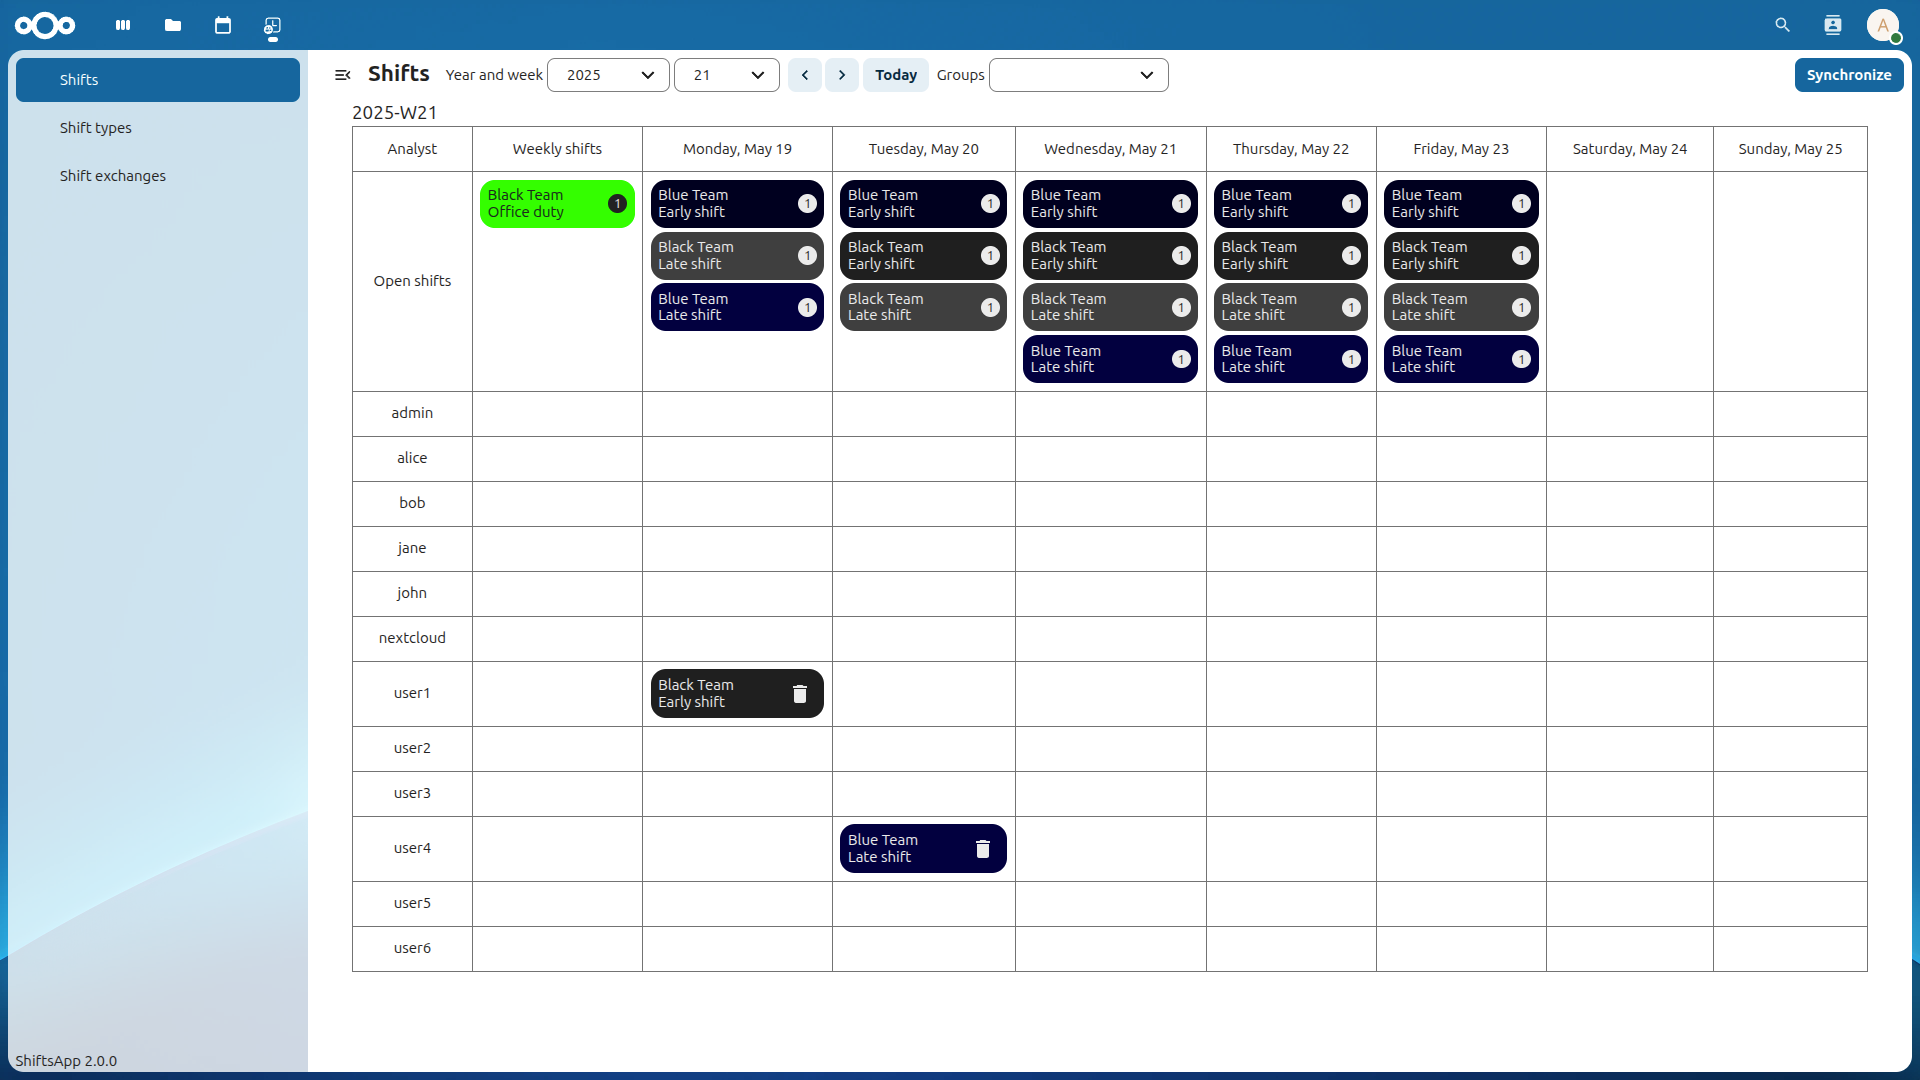 A
Shifts
Shift types
Shift exchanges
ShiftsApp 2.0.0
Shifts Year and week 2025 21 Today Groups Synchronize
2025-W21
Analyst Weekly shifts Monday, May 19 Tuesday, May 20 Wednesday, May 21 Thursday, May 22 Friday, May 23 Saturday, May 24 Sunday, May 25
Open shifts
Black Team
Office duty 1
Blue Team
Early shift 1
Black Team
Late shift 1
Blue Team
Late shift 1
Blue Team
Early shift 1
Black Team
Early shift 1
Black Team
Late shift 1
Blue Team
Early shift 1
Black Team
Early shift 1
Black Team
Late shift 1
Blue Team
Late shift 1
Blue Team
Early shift 1
Black Team
Early shift 1
Black Team
Late shift 1
Blue Team
Late shift 1
Blue Team
Early shift 1
Black Team
Early shift 1
Black Team
Late shift 1
Blue Team
Late shift 1
admin
alice
bob
jane
john
nextcloud
user1
Black Team
Early shift
user2
user3
user4
Blue Team
Late shift
user5
user6